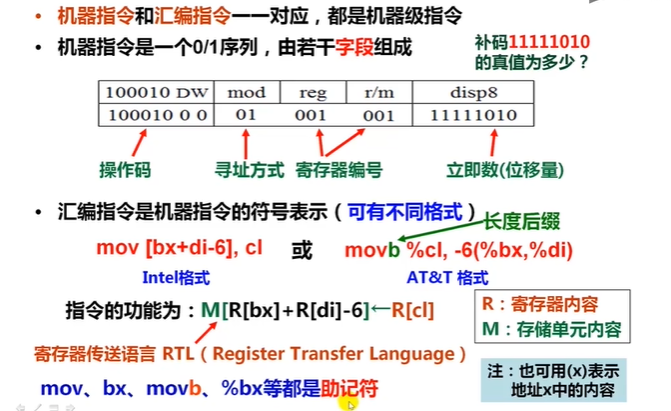 • 机器指令和汇编指令一一对应，都是机器级指令
• 机器指令是一个0/1序列，由若干字段组成
补码11111010
的真值为多少？
100010 DW mod reg r/m disp8
100010 0 0 01 001 001 11111010
操作码 寻址方式 寄存器编号 立即数(位移量)
• 汇编指令是机器指令的符号表示（可有不同格式）
长度后缀
mov [bx+di-6], cl 或 movb %cl, -6(%bx,%di)
Intel格式 AT&T 格式
指令的功能为：M[R[bx]+R[di]-6]←R[cl]
R：寄存器内容
M：存储单元内容
寄存器传送语言 RTL（Register Transfer Language）
mov、bx、movb、%bx等都是助记符
注：也可用(x)表示
地址x中的内容